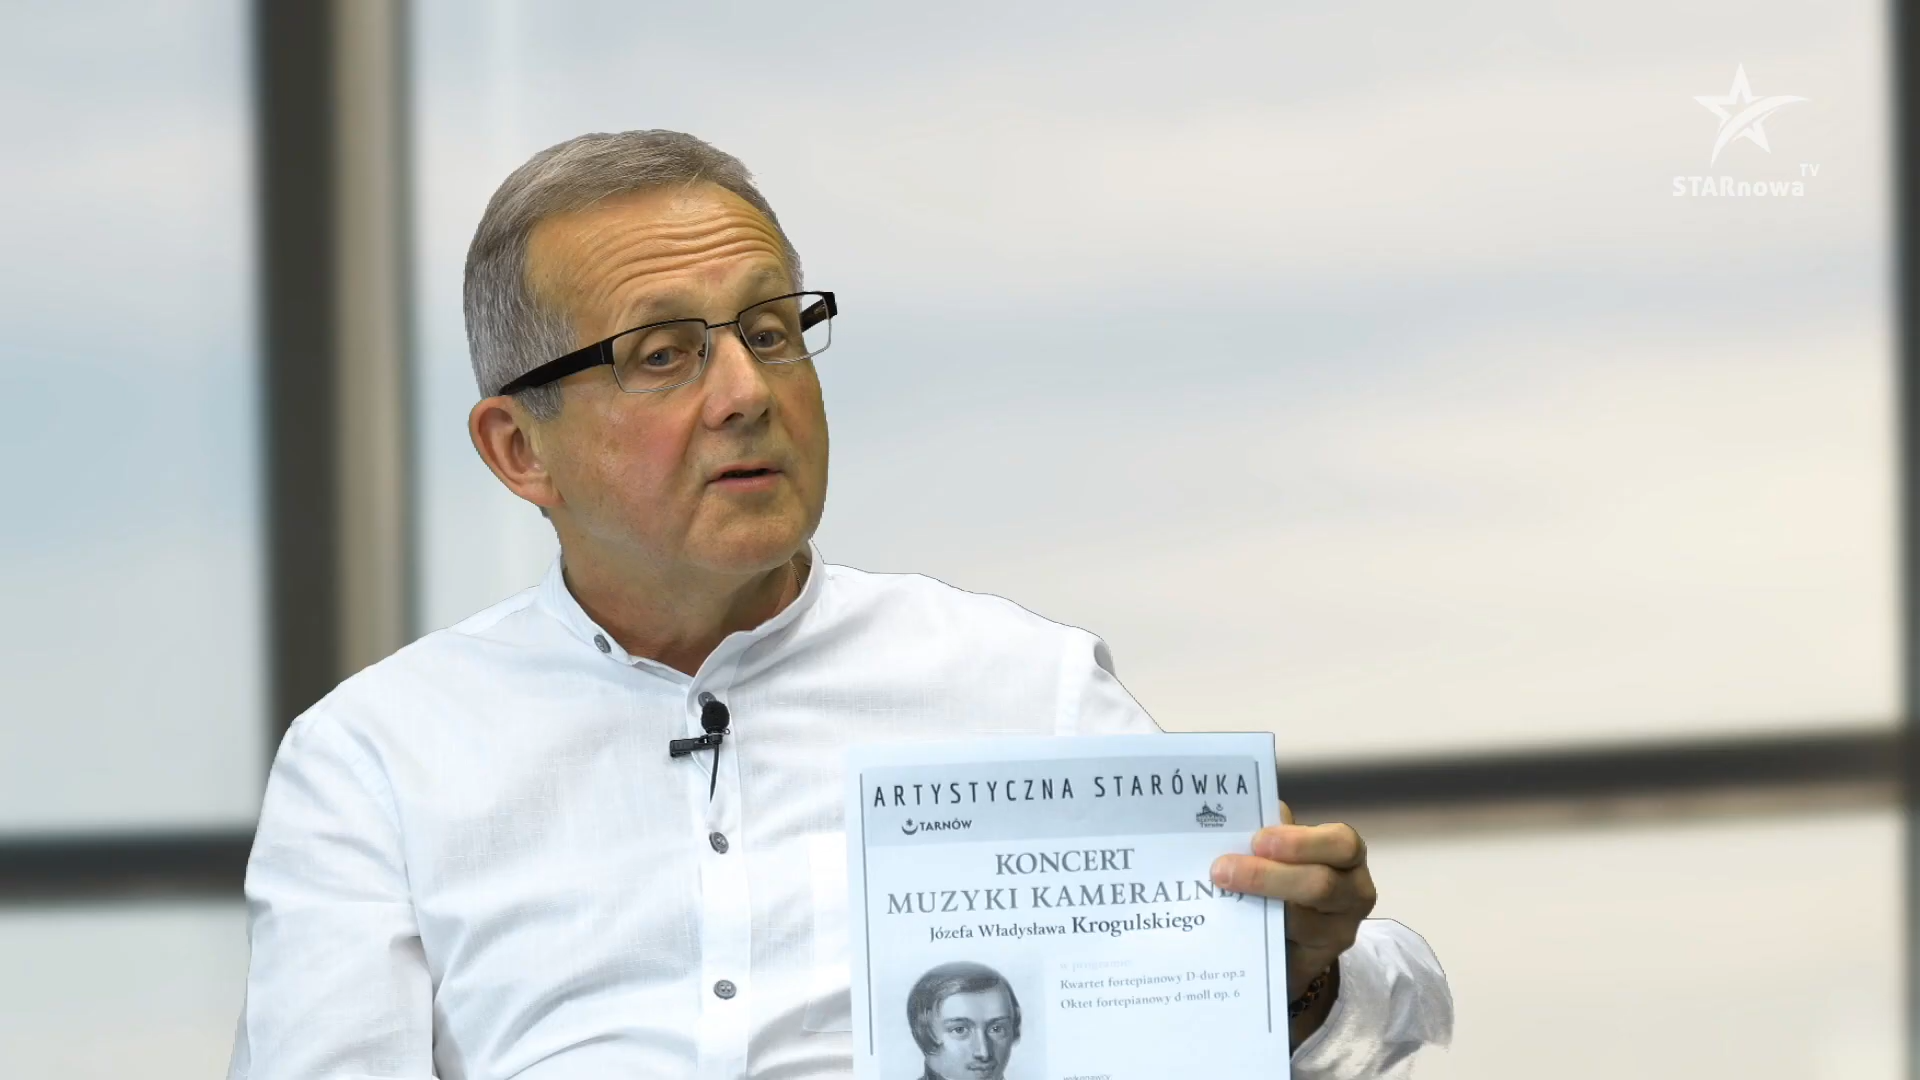 TV
STARnowa
ARTYSTYCZNA STARÓWKA
TARNÓW
KONCERT
MUZYKI KAMERALNEJ
Józefa Władysława Krogulskiego
w programie:
Kwartet fortepianowy D-dur op.2
Oktet fortepianowy d-moll op. 6